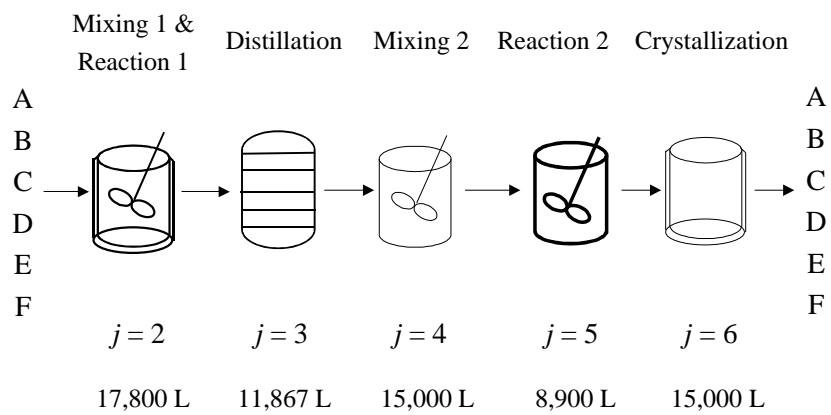 Mixing 1 &
Reaction 1
Distillation
Mixing 2
Reaction 2
Crystallization
A
B
C
D
E
F
A
B
C
D
E
F
j = 2
j = 3
j = 4
j = 5
j = 6
17,800 L
11,867 L
15,000 L
8,900 L
15,000 L